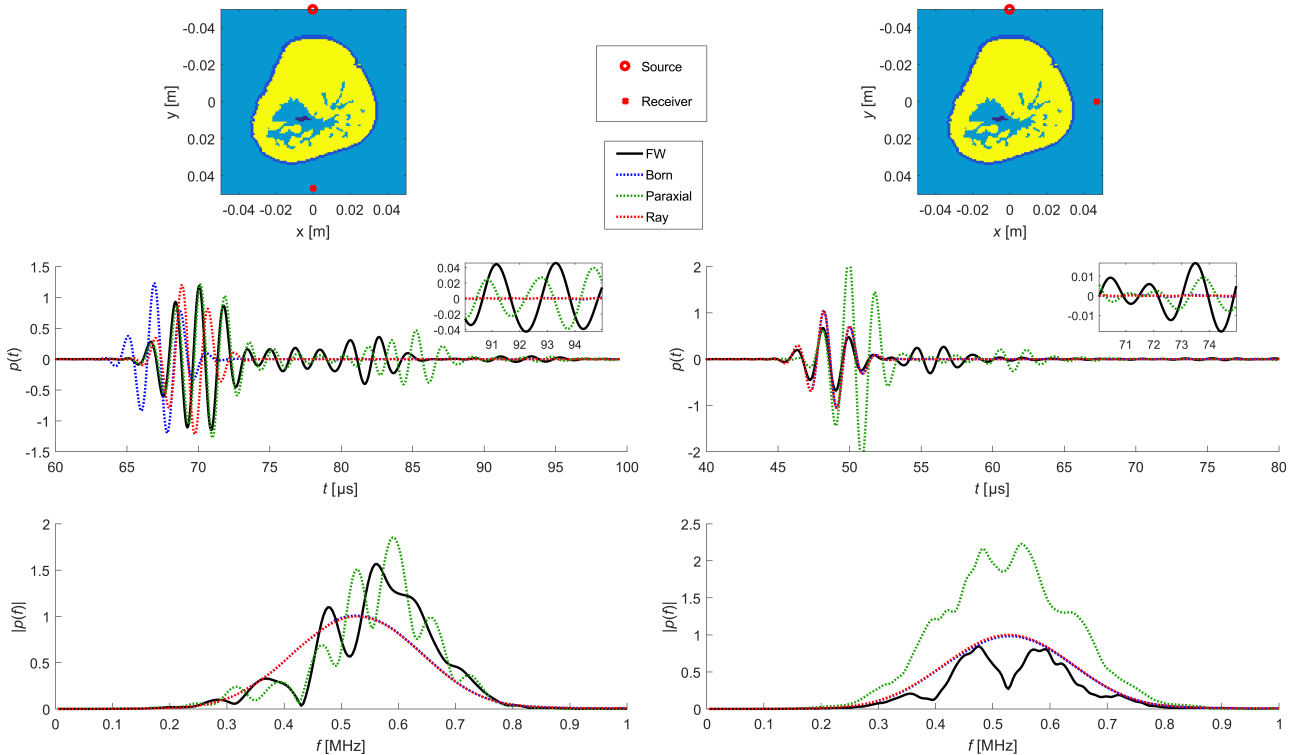 -0.04
-0.02
0
0.02
0.04
y [m]
-0.04 -0.02 0 0.02 0.04
x [m]
Source
Receiver
FW
Born
Paraxial
Ray
-0.04
-0.02
0
0.02
0.04
y [m]
-0.04 -0.02 0 0.02 0.04
x [m]
1.5
1
0.5
0
-0.5
-1
-1.5
p(t)
60 65 70 75 80 85 90 95 100
t [µs]
0.04
0.02
0
-0.02
-0.04
91 92 93 94
2
1
0
-1
-2
p(t)
40 45 50 55 60 65 70 75 80
t [µs]
0.01
0
-0.01
71 72 73 74
2
1.5
1
0.5
0
|p(f)|
0 0.1 0.2 0.3 0.4 0.5 0.6 0.7 0.8 0.9 1
f [MHz]
2.5
2
1.5
1
0.5
0
|p(f)|
0 0.1 0.2 0.3 0.4 0.5 0.6 0.7 0.8 0.9 1
f [MHz]